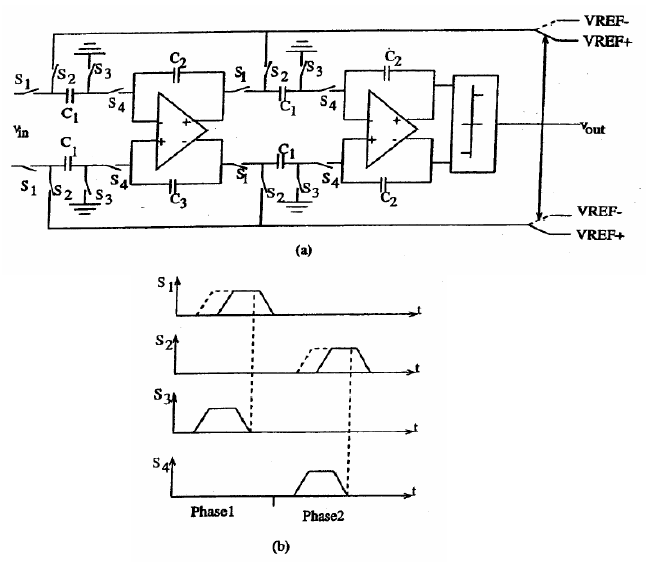 VREF-
VREF+
S1 S2 S3 C2 S1 S2 S3 C2
C1 S4 C1 S4
- + - +
vin vout
+ - + -
C1 C1
S1 S2 S3 S4 C3 S1 S2 S3 S4 C2
VREF-
VREF+
(a)
S1 t
S2 t
S3 t
S4 t
Phase1 Phase2
(b)